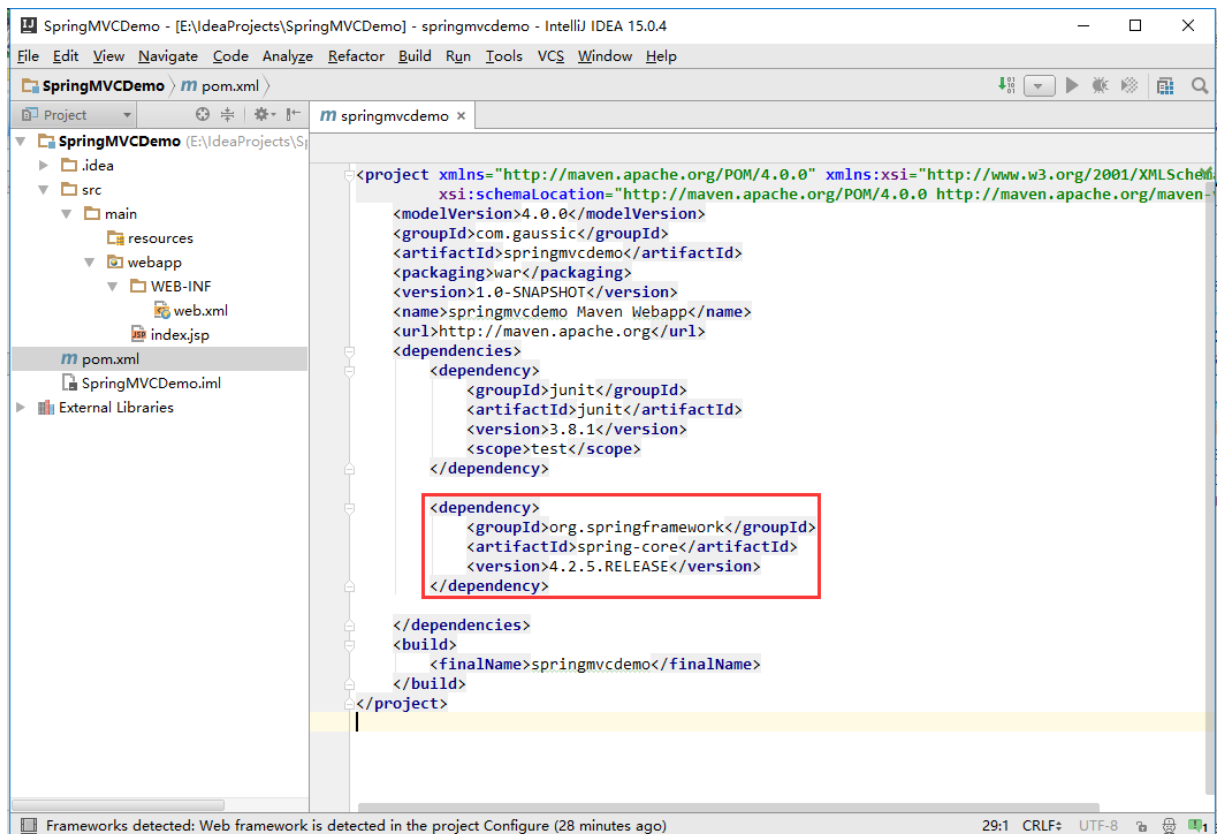 SpringMVCDemo - [E:\IdeaProjects\SpringMVCDemo] - springmvcdemo - IntelliJ IDEA 15.0.4
File Edit View Navigate Code Analyze Refactor Build Run Tools VCS Window Help
SpringMVCDemo m pom.xml
Project
m springmvcdemo ×
SpringMVCDemo (E:\IdeaProjects\Sp
.idea
src
main
resources
webapp
WEB-INF
web.xml
index.jsp
m pom.xml
SpringMVCDemo.iml
External Libraries
<project xmlns="http://maven.apache.org/POM/4.0.0" xmlns:xsi="http://www.w3.org/2001/XMLSchema
xsi:schemaLocation="http://maven.apache.org/POM/4.0.0 http://maven.apache.org/maven-
<modelVersion>4.0.0</modelVersion>
<groupId>com.gaussic</groupId>
<artifactId>springmvcdemo</artifactId>
<packaging>war</packaging>
<version>1.0-SNAPSHOT</version>
<name>springmvcdemo Maven Webapp</name>
<url>http://maven.apache.org</url>
<dependencies>
<dependency>
<groupId>junit</groupId>
<artifactId>junit</artifactId>
<version>3.8.1</version>
<scope>test</scope>
</dependency>
<dependency>
<groupId>org.springframework</groupId>
<artifactId>spring-core</artifactId>
<version>4.2.5.RELEASE</version>
</dependency>
</dependencies>
<build>
<finalName>springmvcdemo</finalName>
</build>
</project>
Frameworks detected: Web framework is detected in the project Configure (28 minutes ago)
29:1 CRLF UTF-8 1